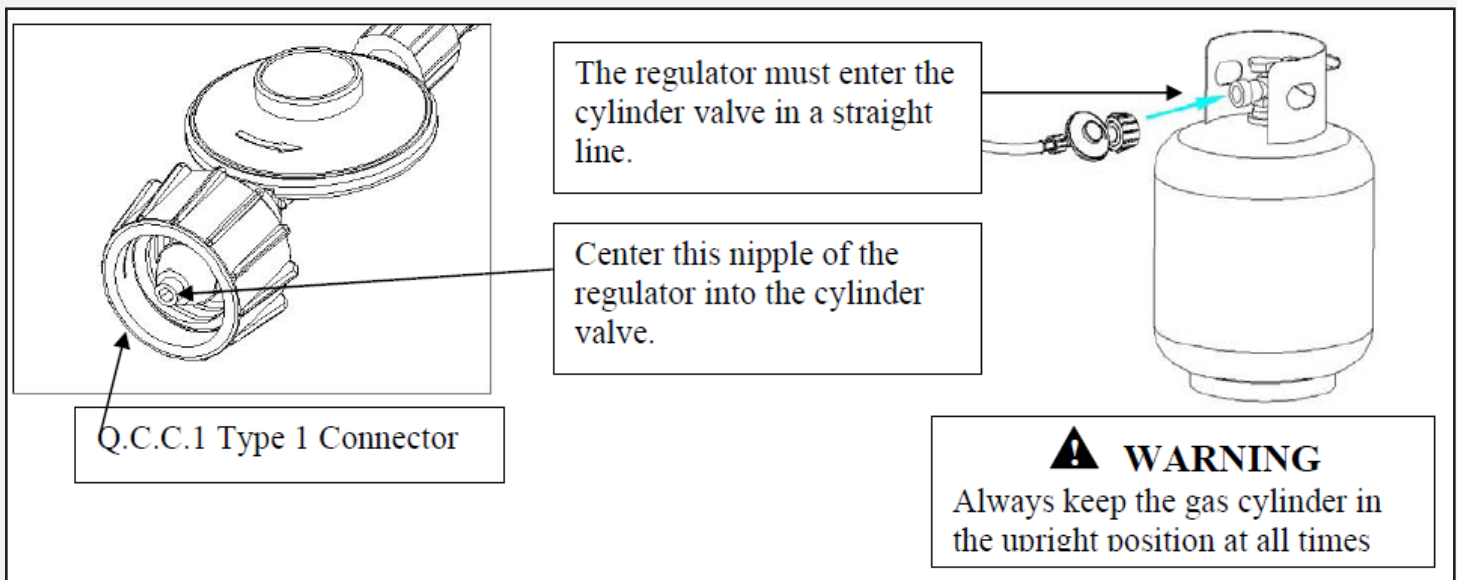 The regulator must enter the
cylinder valve in a straight
line.
Center this nipple of the
regulator into the cylinder
valve.
Q.C.C.1 Type 1 Connector
WARNING
Always keep the gas cylinder in
the upright position at all times